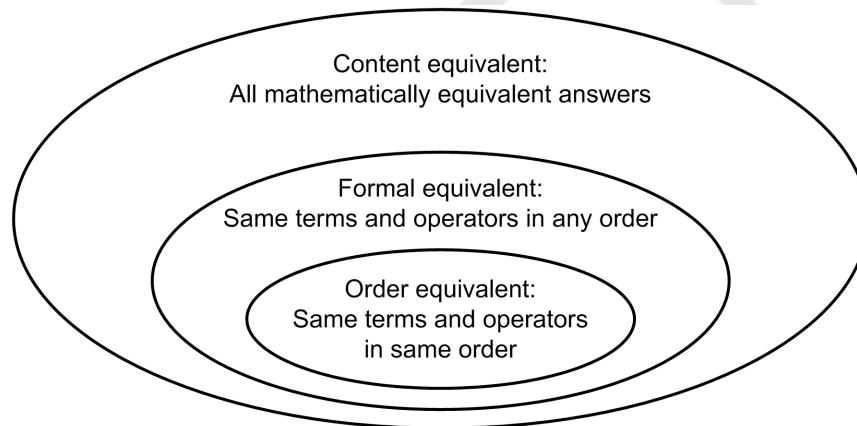 Content equivalent:
All mathematically equivalent answers
Formal equivalent:
Same terms and operators in any order
Order equivalent:
Same terms and operators
in same order